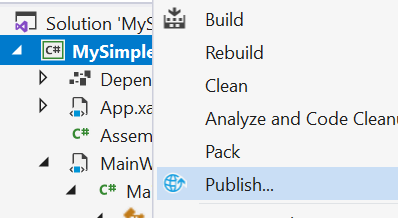 Solution 'MyS
C# MySimple
Depen
App.xa
C# Assem
MainW
C# Ma
Build
Rebuild
Clean
Analyze and Code Cleanu
Pack
Publish...